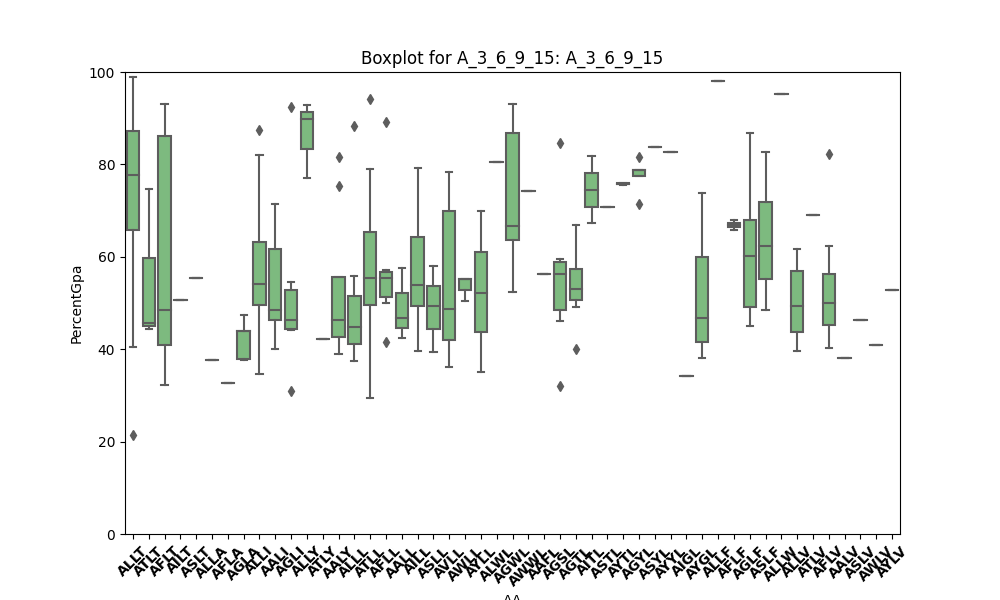 Boxplot for A_3_6_9_15: A_3_6_9_15
100
80
60
40
20
0
PercentGpa
ALLT ATLT AFLT AILT ASLT ALLA AFLA AGLA ALLI AALI AGLI ALLY ATLY AALY ALLL ATLL AFLL AALL AILL ASLL AVLL AWLL AYLL ALWL AGWL AWWL AGSL AGTL AITL ASTL AYTL AGYL ASYL AYYL AIGL AYGL ALLF AFLF AGLF ASLF ALLW ALLV ATLV AFLV AALV ASLV AWLV AYLV